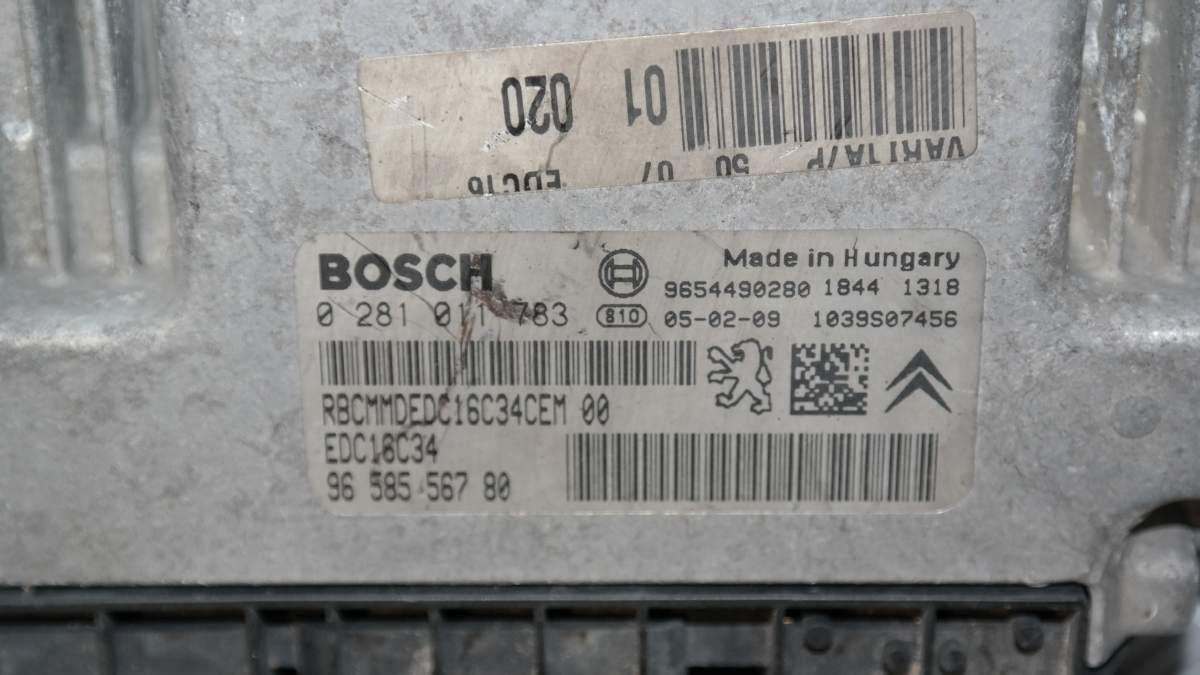 020 01
EDC16 07 50 VARI1A/P
BOSCH
Made in Hungary
9654490280 1844 1318
0 281 011 783
810 05-02-09 1039S07456
RBCMMDEDC16C34CEM 00
EDC16C34
96 585 567 80